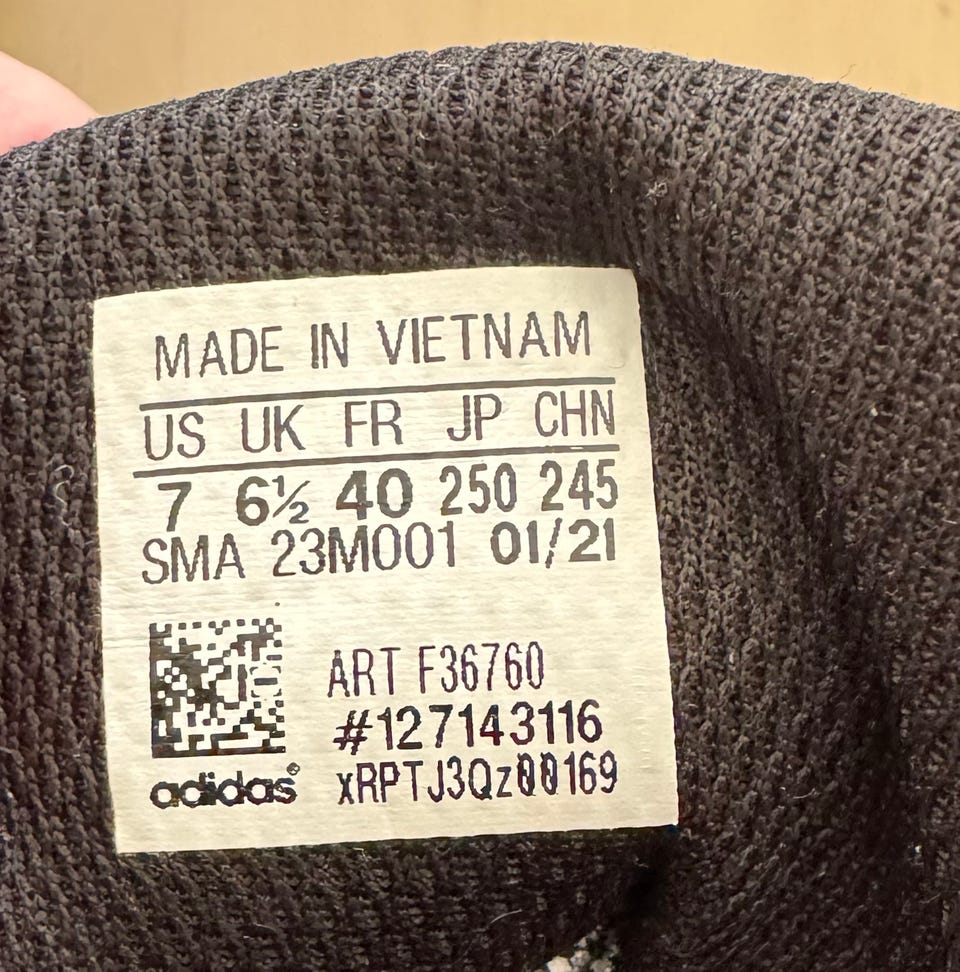 MADE IN VIETNAM
US UK FR JP CHN
7 6½ 40 250 245
SMA 23M001 01/21
ART F36760
#127143116
xRPTJ3Qz00169
adidas®